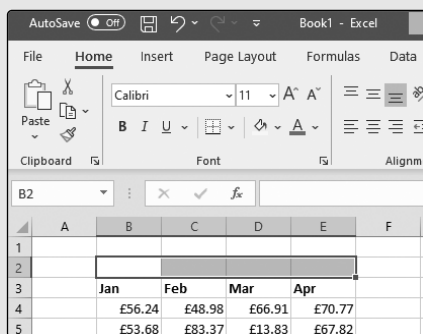 AutoSave Off Book1 - Excel
File Home Insert Page Layout Formulas Data
Paste
Calibri 11 A A
B I U A
Clipboard Font Alignm
B2 fx
A B C D E F
1
2
3 Jan Feb Mar Apr
4 £56.24 £48.98 £66.91 £70.77
5 £53.68 £83.37 £13.83 £67.82